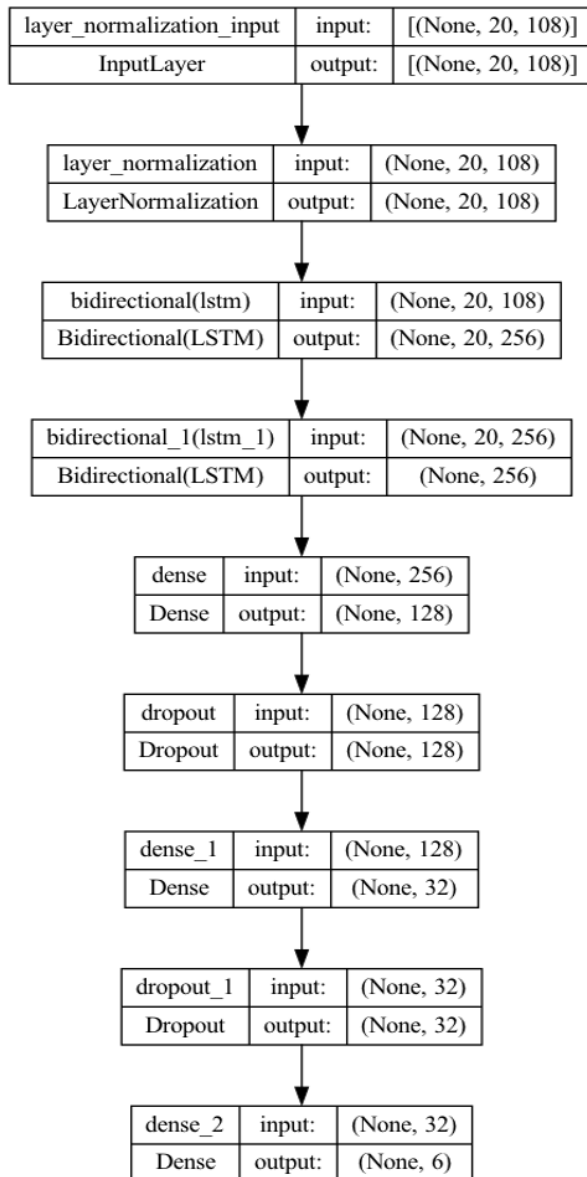 layer_normalization_input input: [(None, 20, 108)]
InputLayer output: [(None, 20, 108)]
layer_normalization input: (None, 20, 108)
LayerNormalization output: (None, 20, 108)
bidirectional(lstm) input: (None, 20, 108)
Bidirectional(LSTM) output: (None, 20, 256)
bidirectional_1(lstm_1) input: (None, 20, 256)
Bidirectional(LSTM) output: (None, 256)
dense input: (None, 256)
Dense output: (None, 128)
dropout input: (None, 128)
Dropout output: (None, 128)
dense_1 input: (None, 128)
Dense output: (None, 32)
dropout_1 input: (None, 32)
Dropout output: (None, 32)
dense_2 input: (None, 32)
Dense output: (None, 6)